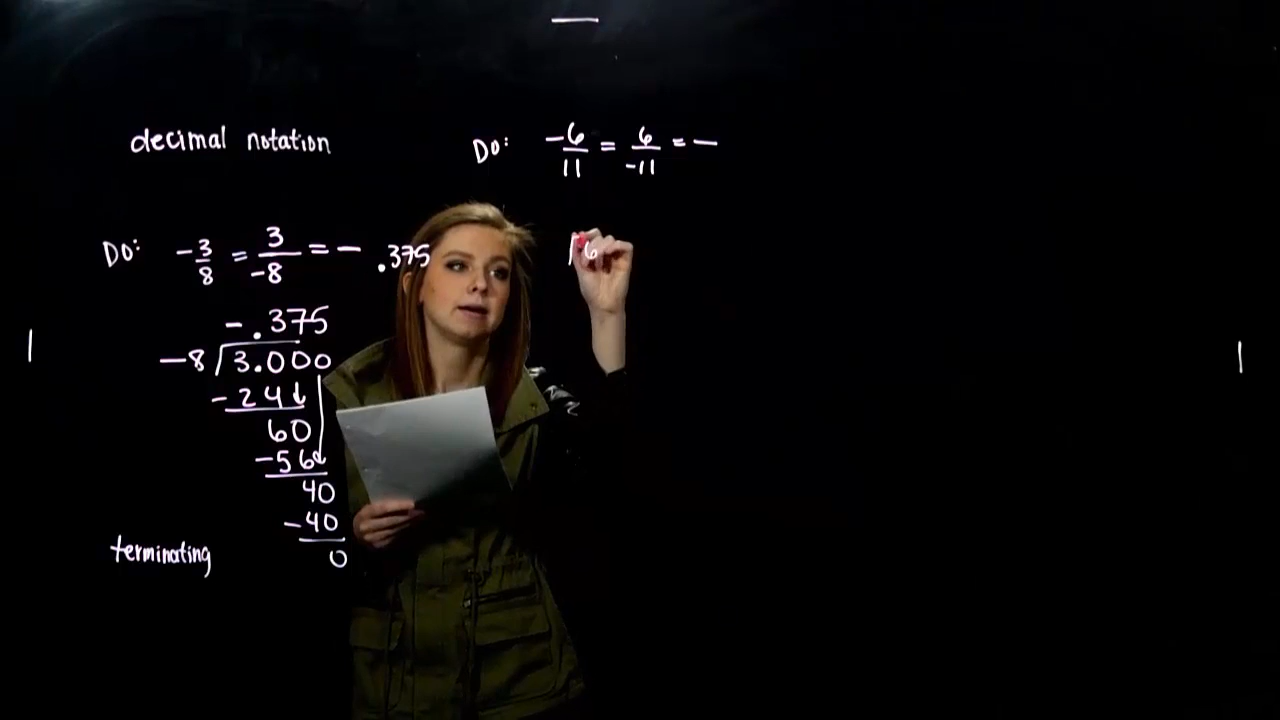 decimal notation
DO: -3/8 = 3/-8 = - .375
- .375
-8 3.000
- 24
60
-56
40
-40
0
terminating
DO: -6/11 = 6/-11 = -
6